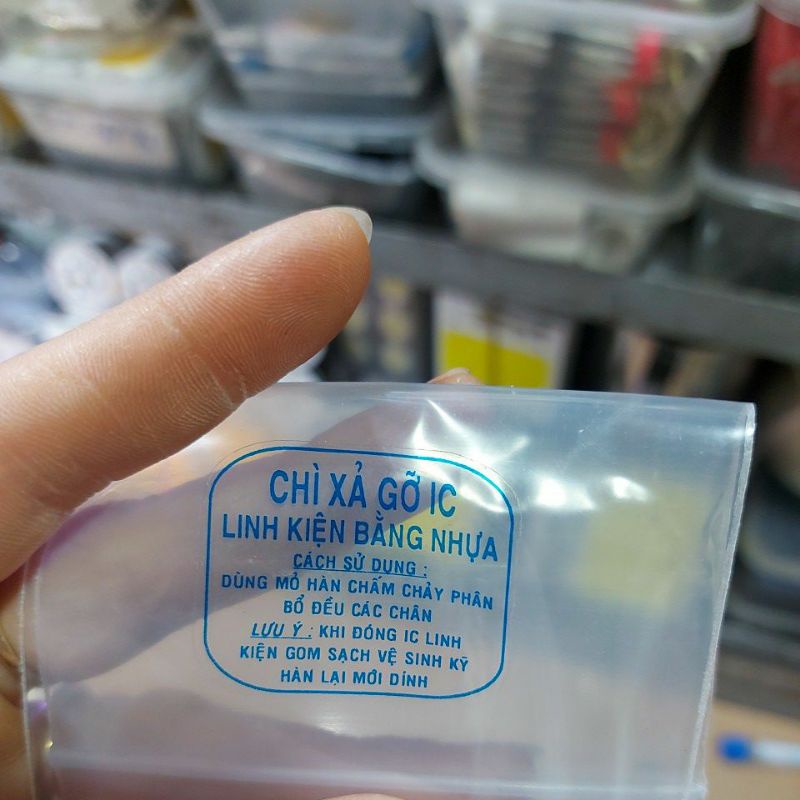 CHÌ XẢ GỠ IC
LINH KIỆN BẰNG NHỰA
CÁCH SỬ DỤNG :
DÙNG MỎ HÀN CHẤM CHẢY PHÂN
BỔ ĐỀU CÁC CHÂN
LƯU Ý : KHI ĐÓNG IC LINH
KIỆN GOM SẠCH VỆ SINH KỸ
HÀN LẠI MỚI DÍNH